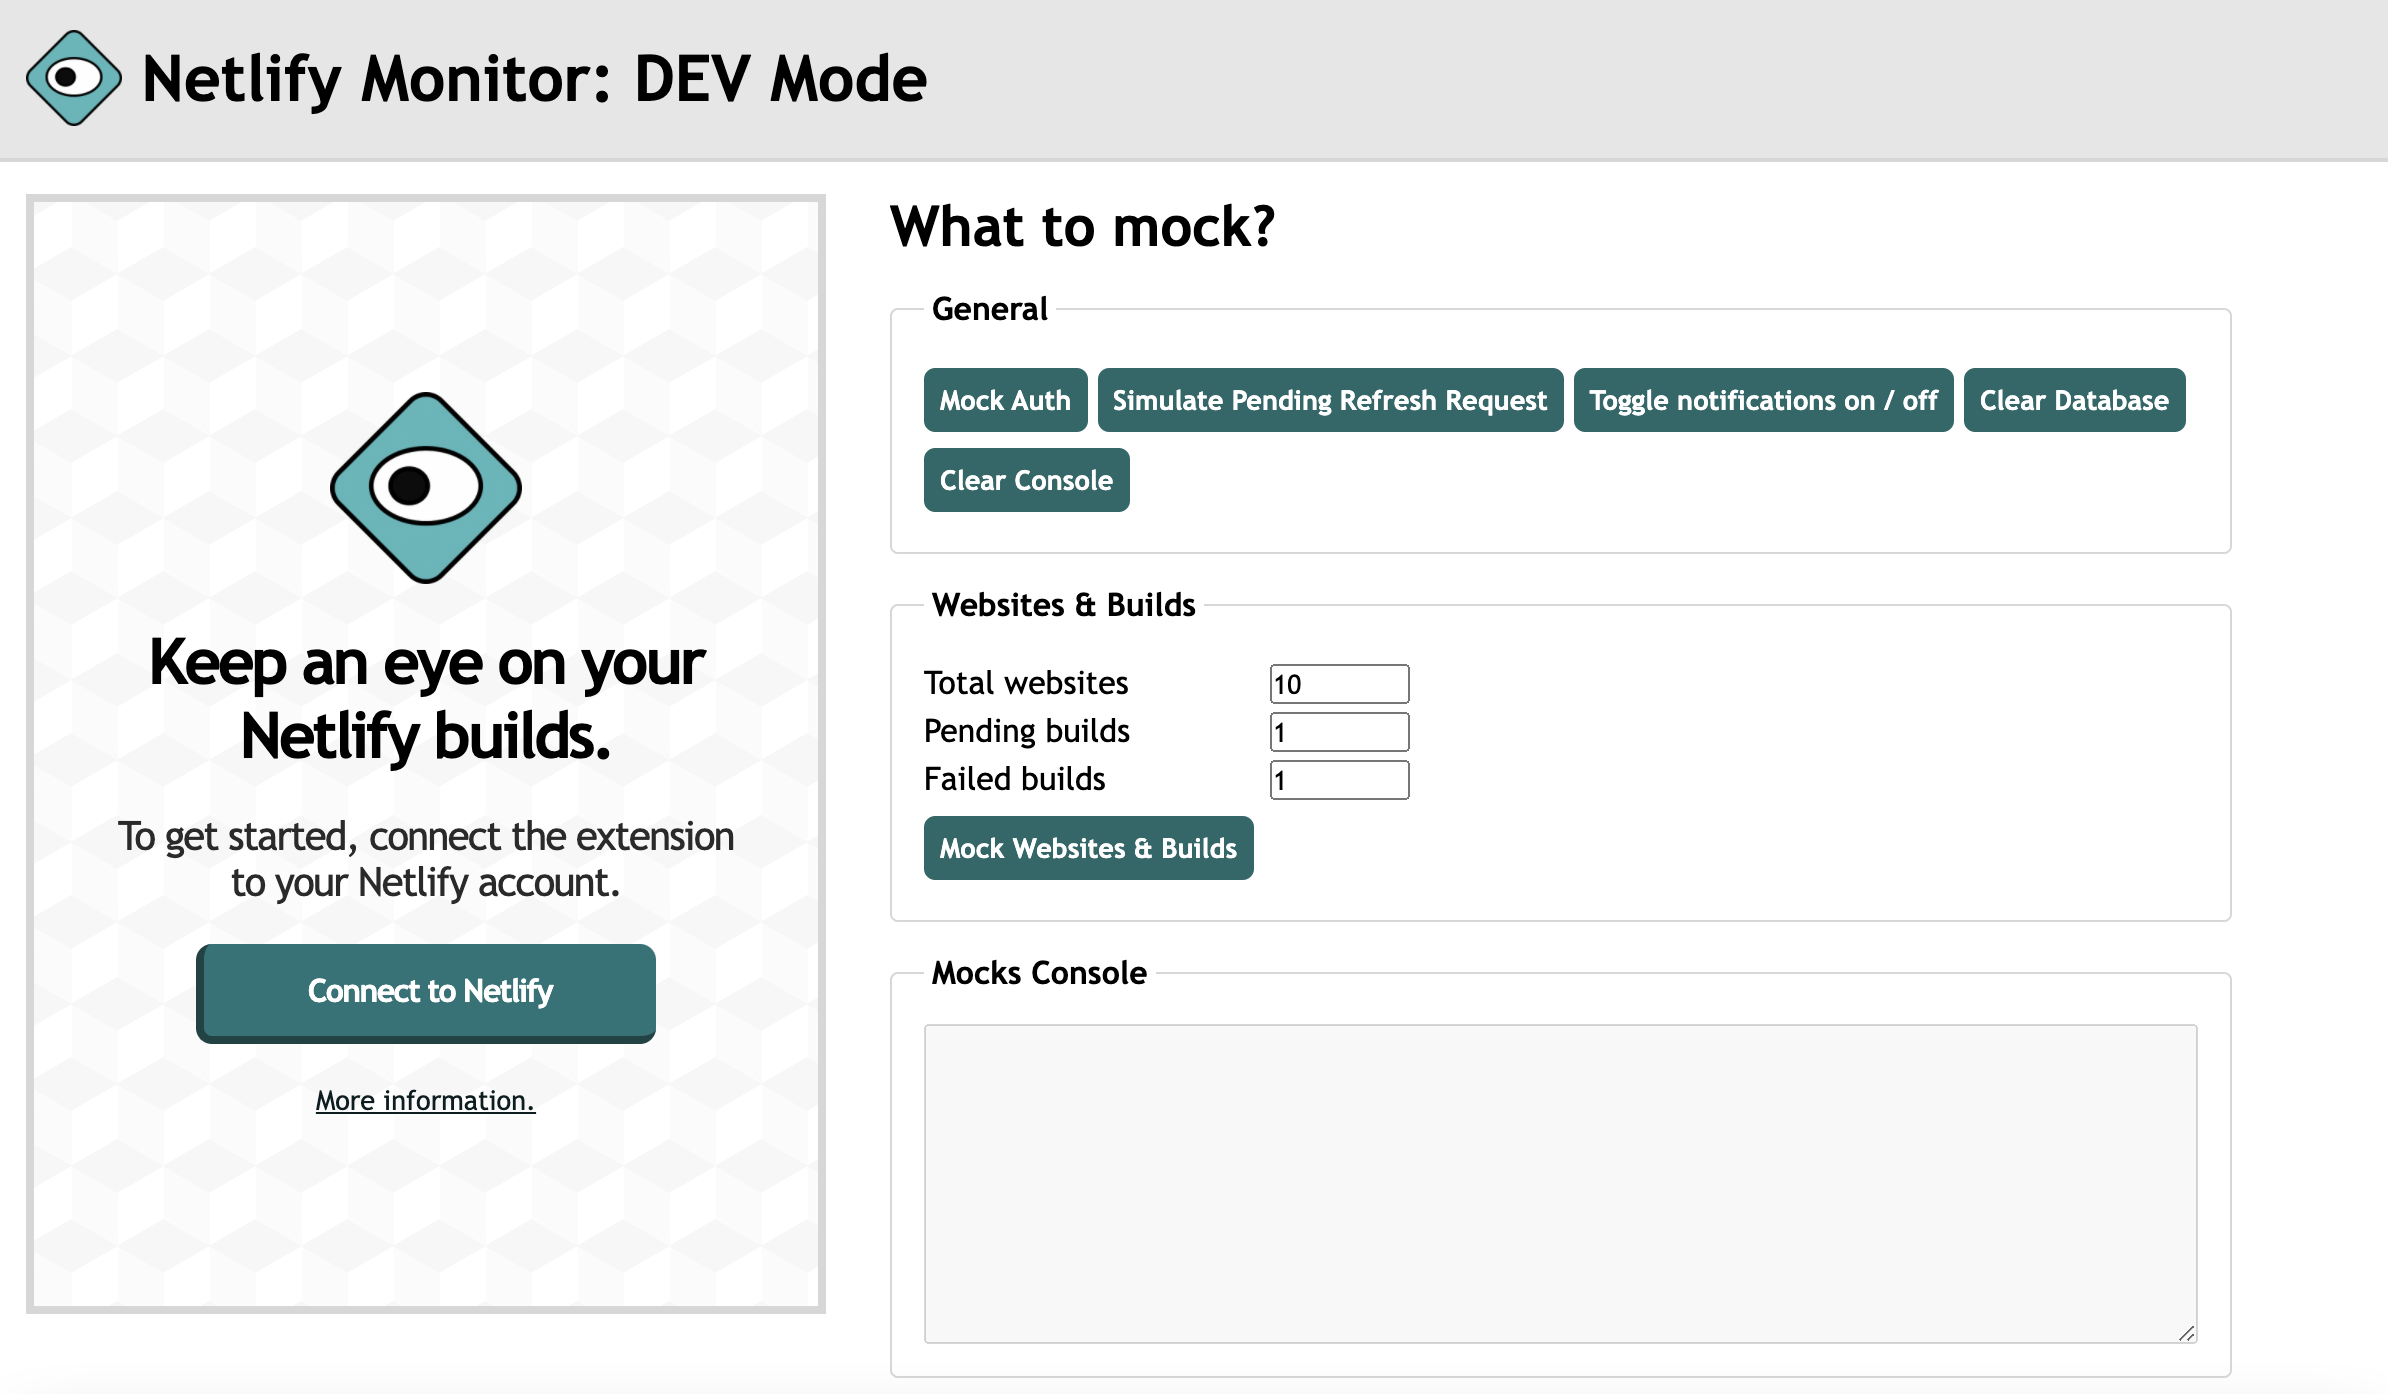 Netlify Monitor: DEV Mode
Keep an eye on your
Netlify builds.
To get started, connect the extension
to your Netlify account.
Connect to Netlify
More information.
What to mock?
General
Mock Auth
Simulate Pending Refresh Request
Toggle notifications on / off
Clear Database
Clear Console
Websites & Builds
Total websites 10
Pending builds 1
Failed builds 1
Mock Websites & Builds
Mocks Console